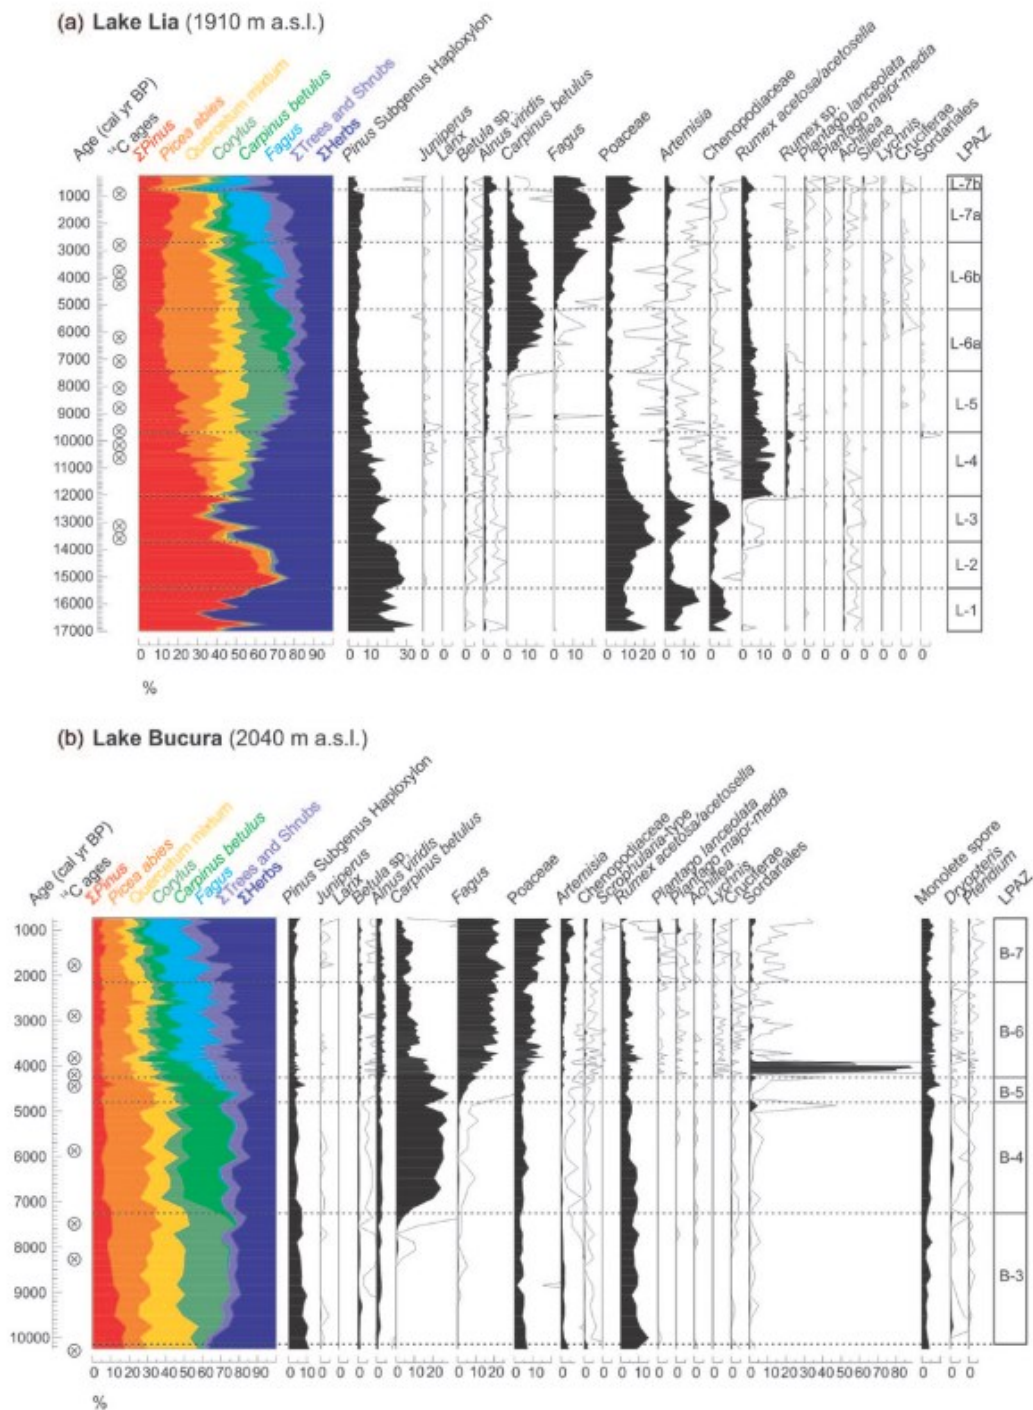 (a) Lake Lia (1910 m a.s.l.)
Age (cal yr BP)
¹⁴C ages
ΣPinus
Picea abies
Quercetum mixtum
Corylus
Carpinus betulus
Fagus
ΣTrees and Shrubs
ΣHerbs
Pinus Subgenus Haploxylon
Juniperus
Larix
Betula sp.
Alnus viridis
Carpinus betulus
Fagus
Poaceae
Artemisia
Chenopodiaceae
Rumex acetosa/acetosella
Rumex sp.
Plantago lanceolata
Plantago major-media
Achillea
Silene
Lychnis
Cruciferae
Sordariales
LPAZ
1000
2000
3000
4000
5000
6000
7000
8000
9000
10000
11000
12000
13000
14000
15000
16000
17000
L-7b
L-7a
L-6b
L-6a
L-5
L-4
L-3
L-2
L-1
0 10 20 30 40 50 60 70 80 90 0 10 30 0 0 0 0 0 10 0 10 0 10 20 0 10 0 0 10 0 0 0 0 0 0 0 0
%
(b) Lake Bucura (2040 m a.s.l.)
Age (cal yr BP)
¹⁴C ages
ΣPinus
Picea abies
Quercetum mixtum
Corylus
Carpinus betulus
Fagus
ΣTrees and Shrubs
ΣHerbs
Pinus Subgenus Haploxylon
Juniperus
Larix
Betula sp.
Alnus viridis
Carpinus betulus
Fagus
Poaceae
Artemisia
Chenopodiaceae
Scrophularia-type
Rumex acetosa/acetosella
Plantago lanceolata
Plantago major-media
Achillea
Lychnis
Cruciferae
Sordariales
Monolete spore
Dryopteris
Pteridium
LPAZ
1000
2000
3000
4000
5000
6000
7000
8000
9000
10000
B-7
B-6
B-5
B-4
B-3
0 10 20 30 40 50 60 70 80 90 0 10 0 0 0 0 0 10 20 0 10 20 0 10 0 0 0 0 10 0 0 0 0 0 0 10 20 30 40 50 60 70 80 0 0 0
%